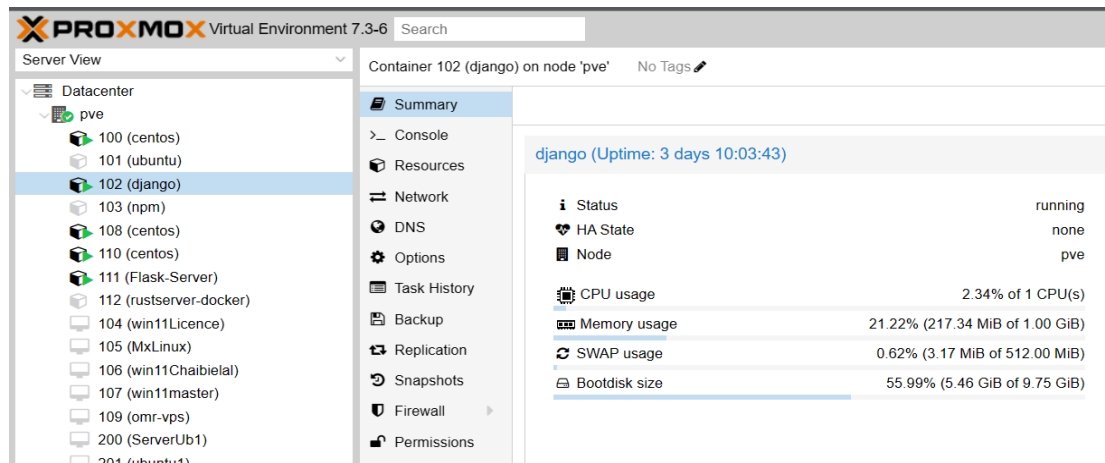 PROXMOX Virtual Environment 7.3-6 Search
Server View
Datacenter
pve
100 (centos)
101 (ubuntu)
102 (django)
103 (npm)
108 (centos)
110 (centos)
111 (Flask-Server)
112 (rustserver-docker)
104 (win11Licence)
105 (MxLinux)
106 (win11Chaibielal)
107 (win11master)
109 (omr-vps)
200 (ServerUb1)
201 (ubuntu1)
Container 102 (django) on node 'pve' No Tags
Summary
Console
Resources
Network
DNS
Options
Task History
Backup
Replication
Snapshots
Firewall
Permissions
django (Uptime: 3 days 10:03:43)
Status running
HA State none
Node pve
CPU usage 2.34% of 1 CPU(s)
Memory usage 21.22% (217.34 MiB of 1.00 GiB)
SWAP usage 0.62% (3.17 MiB of 512.00 MiB)
Bootdisk size 55.99% (5.46 GiB of 9.75 GiB)